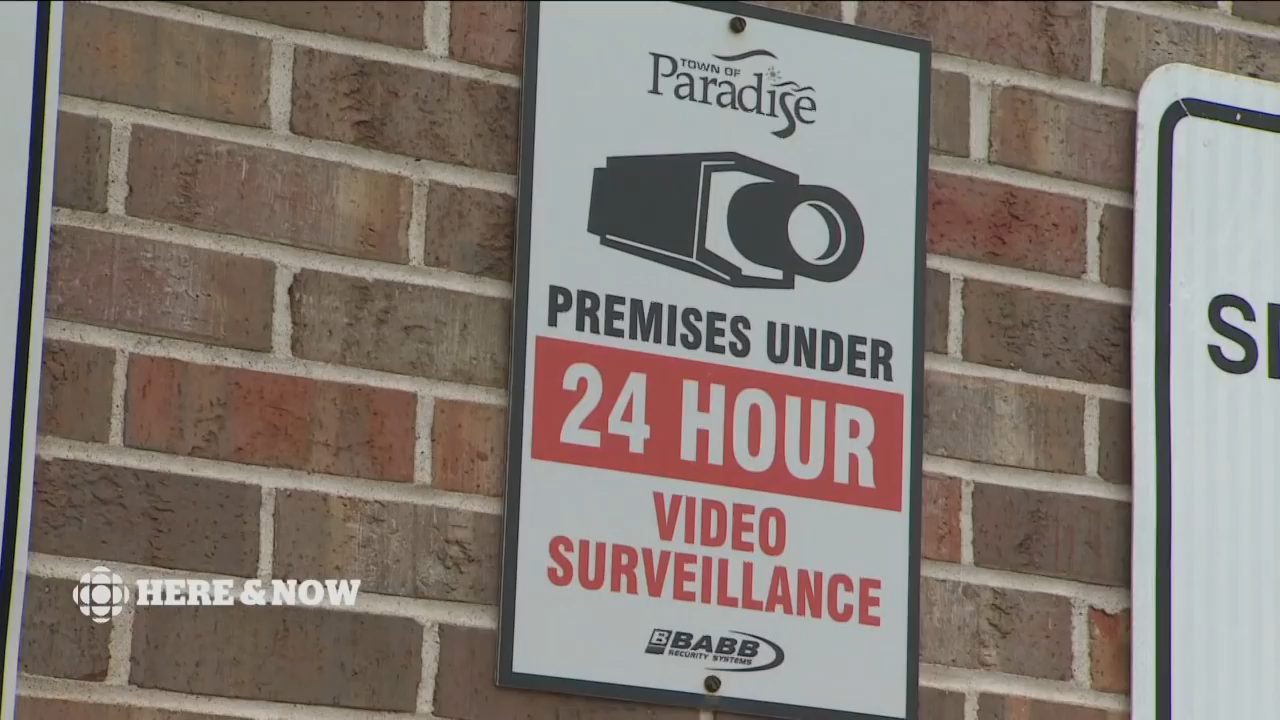 TOWN OF
Paradise
PREMISES UNDER
24 HOUR
VIDEO
SURVEILLANCE
BABB
SECURITY SYSTEMS
HERE & NOW